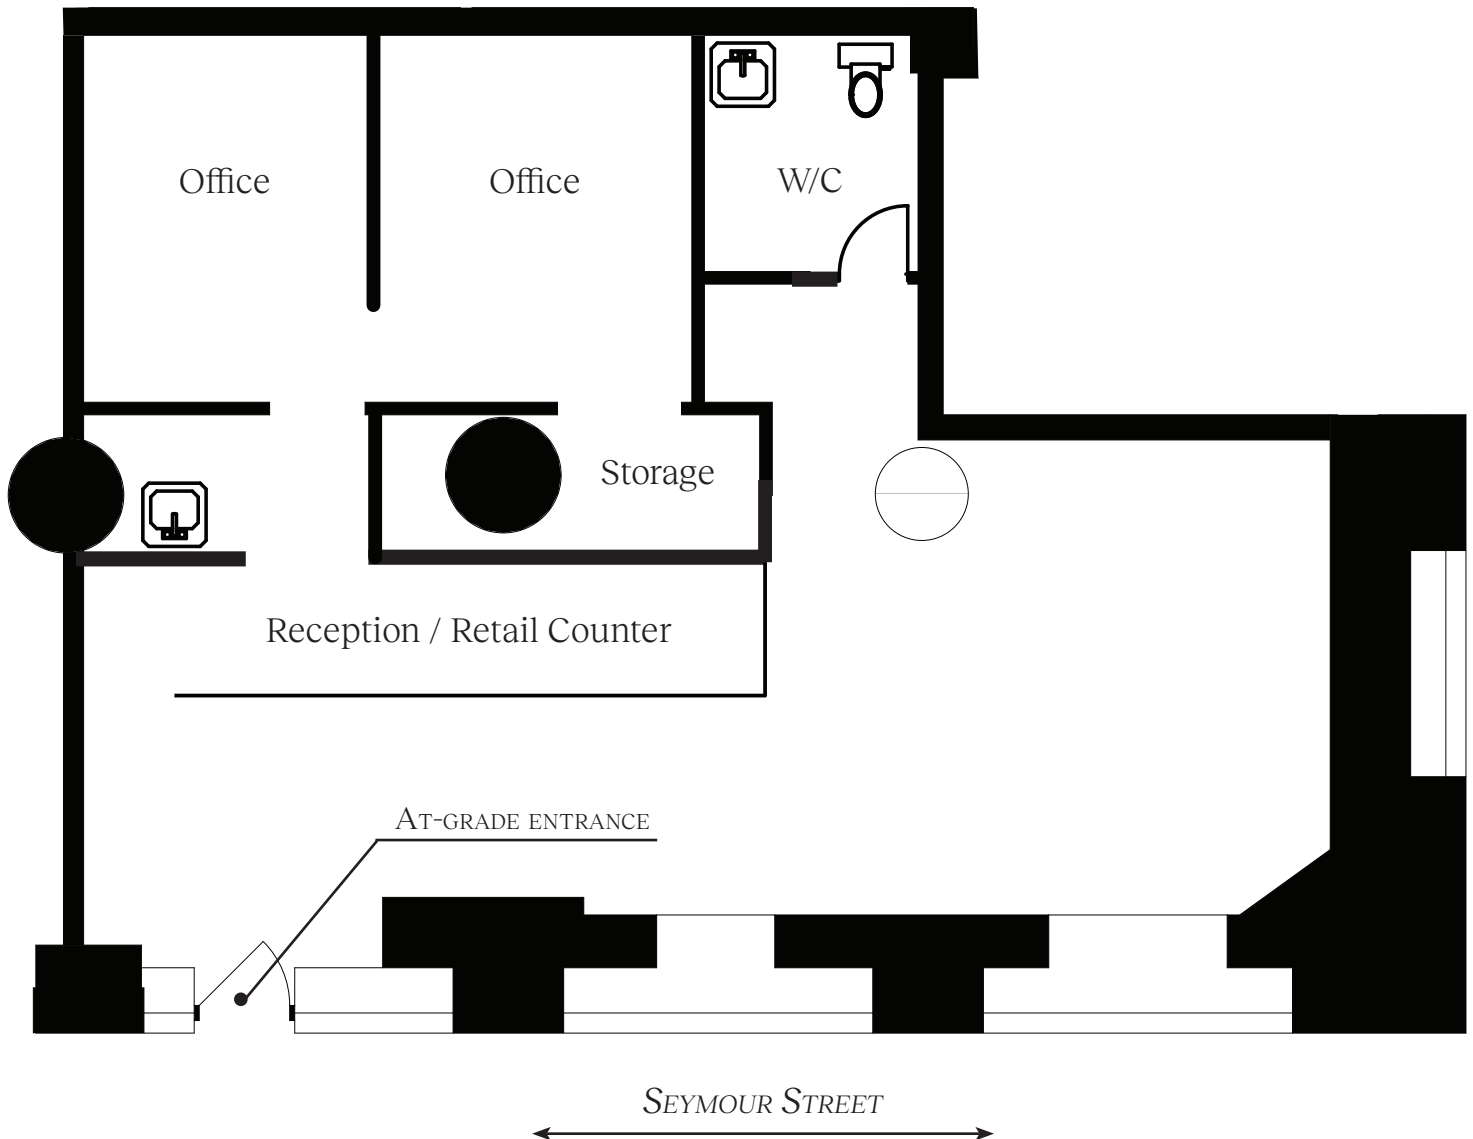 Office
Office
W/C
Storage
Reception / Retail Counter
At-grade entrance
Seymour Street